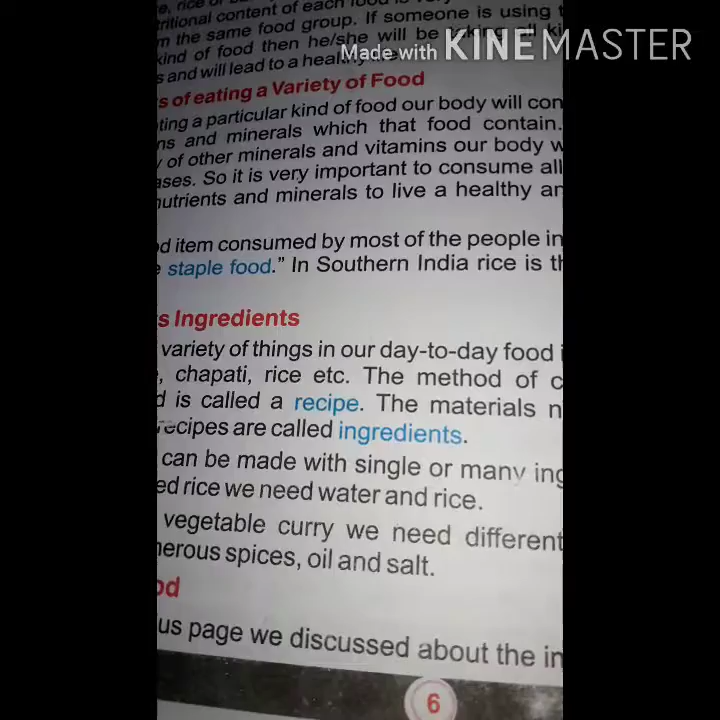 ritional content of each food is
m the same food group. If someone is using
kind of food then he/she will be taking all
s and will lead to a
Made with KINEMASTER
s of eating a Variety of Food
ting a particular kind of food our body will con
ns and minerals which that food contain.
of other minerals and vitamins our body w
ases. So it is very important to consume all
nutrients and minerals to live a healthy an
d item consumed by most of the people in
staple food." In Southern India rice is th
s Ingredients
variety of things in our day-to-day food
, chapati, rice etc. The method of c
d is called a recipe. The materials n
recipes are called ingredients.
can be made with single or many ing
ed rice we need water and rice.
vegetable curry we need different
nerous spices, oil and salt.
od
us page we discussed about the in
6